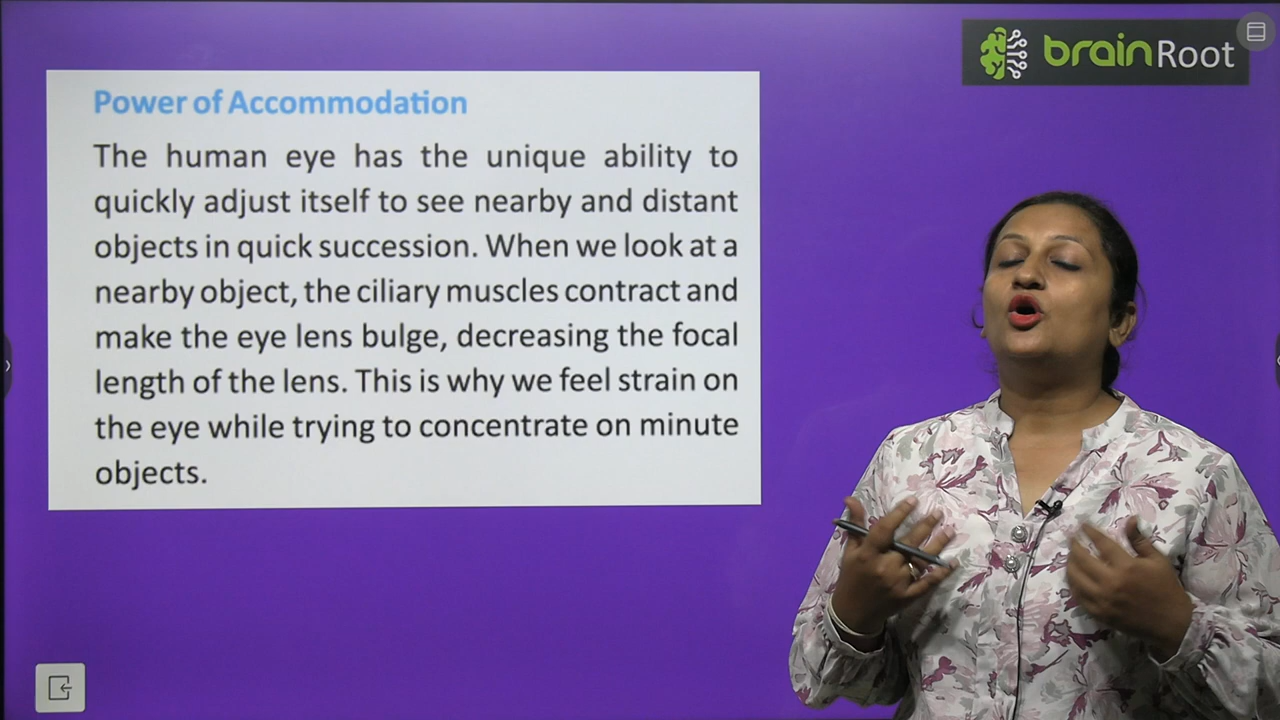 brainRoot
Power of Accommodation
The human eye has the unique ability to
quickly adjust itself to see nearby and distant
objects in quick succession. When we look at a
nearby object, the ciliary muscles contract and
make the eye lens bulge, decreasing the focal
length of the lens. This is why we feel strain on
the eye while trying to concentrate on minute
objects.